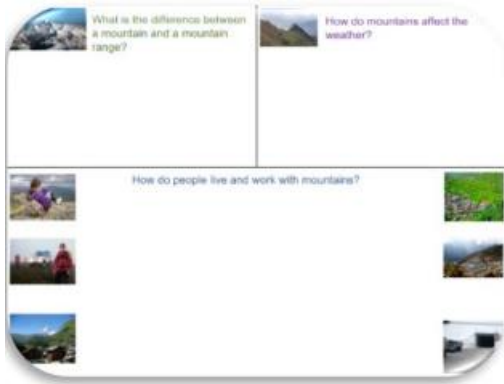 What is the difference between
a mountain and a mountain
range?
How do mountains affect the
weather?
How do people live and work with mountains?